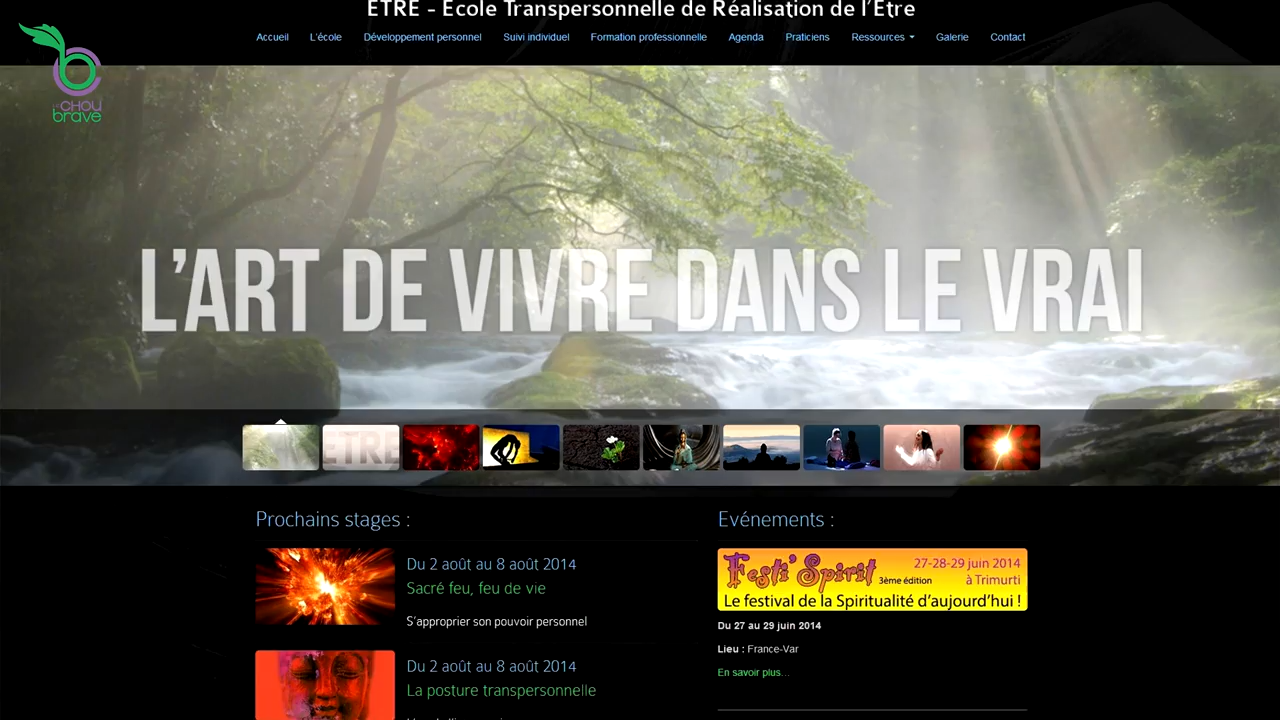 ETRE - Ecole Transpersonnelle de Réalisation de l'Etre
Accueil L'école Développement personnel Suivi individuel Formation professionnelle Agenda Praticiens Ressources Galerie Contact
CHOU
brave
L'ART DE VIVRE DANS LE VRAI
ETRE
Prochains stages :
Du 2 août au 8 août 2014
Sacré feu, feu de vie
S'approprier son pouvoir personnel
Du 2 août au 8 août 2014
La posture transpersonnelle
Evénements :
Festi'Spirit 3ème édition
27-28-29 juin 2014
à Trimurti
Le festival de la Spiritualité d'aujourd'hui !
Du 27 au 29 juin 2014
Lieu : France-Var
En savoir plus...